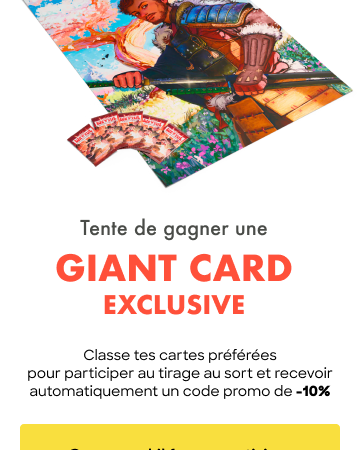 Tente de gagner une
GIANT CARD
EXCLUSIVE
Classe tes cartes préférées
pour participer au tirage au sort et recevoir
automatiquement un code promo de -10%